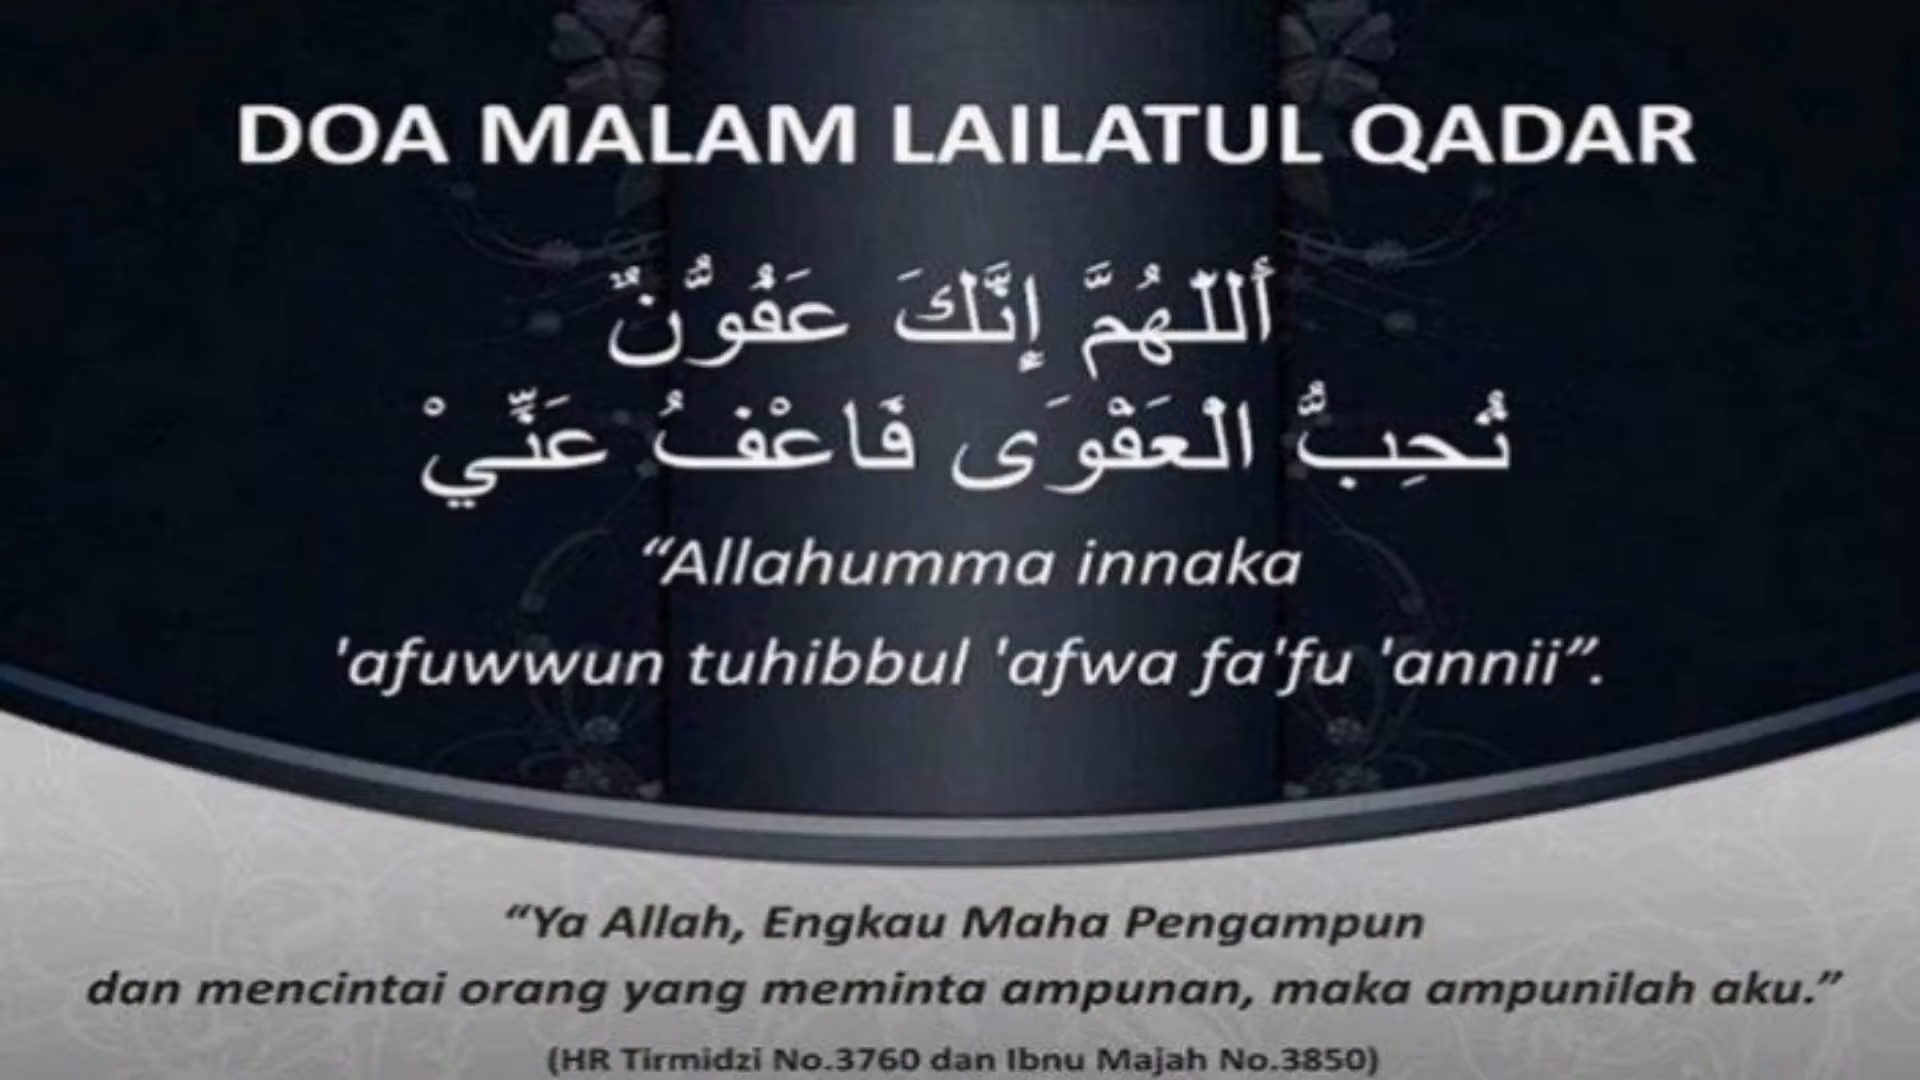 DOA MALAM LAILATUL QADAR
أَللّٰهُمَّ إِنَّكَ عَفُوٌّنٌ
تُحِبُّ الْعَفْوَى فَاعْفُ عَنِّيْ
“Allahumma innaka
'afuwwun tuhibbul 'afwa fa'fu 'annii”.
“Ya Allah, Engkau Maha Pengampun
dan mencintai orang yang meminta ampunan, maka ampunilah aku.”
(HR Tirmidzi No.3760 dan Ibnu Majah No.3850)